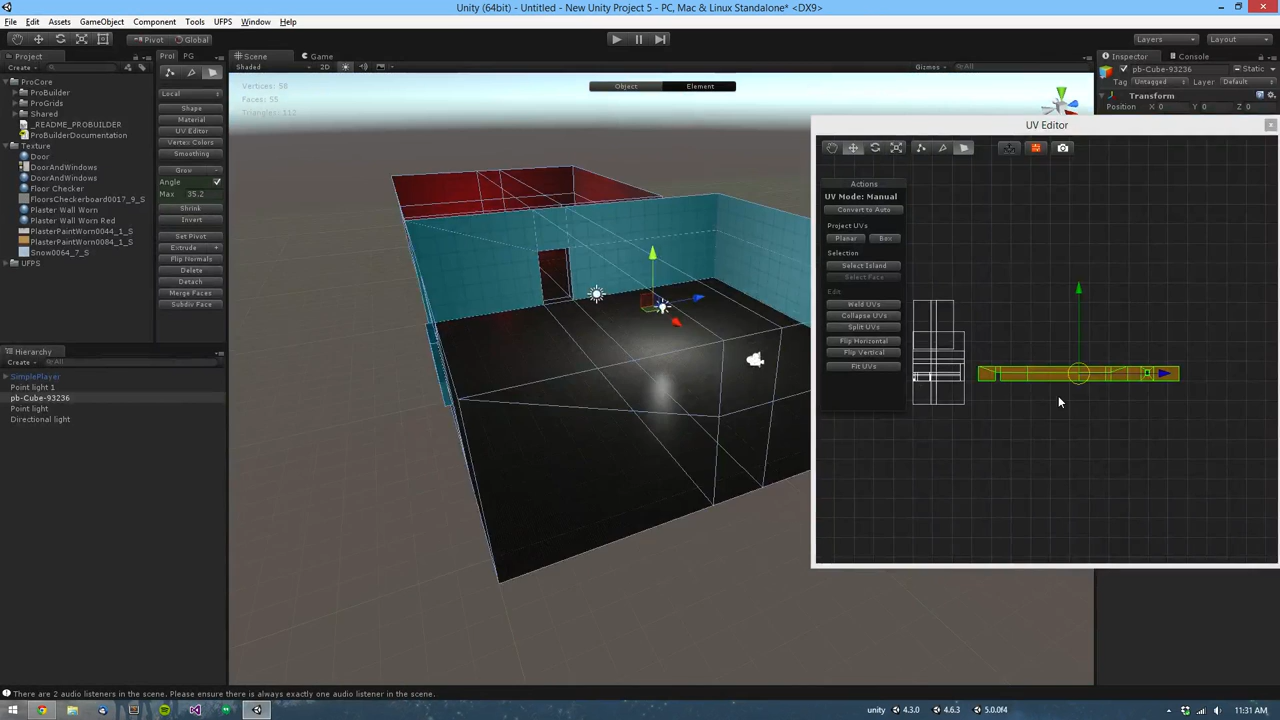 Unity (64bit) - Untitled - New Unity Project 5 - PC, Mac & Linux Standalone* <DX9>
File Edit Assets GameObject Component Tools UFPS Window Help
Pivot Global
Layers Layout
Project
Create
ProCore
ProBuilder
ProGrids
Shared
_README_PROBUILDER
ProBuilderDocumentation
Texture
Door
DoorAndWindows
DoorAndWindows
Floor Checker
FloorsCheckerboard0017_9_S
Plaster Wall Worn
Plaster Wall Worn Red
PlasterPaintWorn0044_1_S
PlasterPaintWorn0084_1_S
Snow0064_7_S
UFPS
Hierarchy
Create All
SimplePlayer
Point light 1
pb-Cube-93236
Point light
Directional light
Prol PG
Local
Shape
Material
UV Editor
Vertex Colors
Smoothing
Grow
Angle
Max 35.2
Shrink
Invert
Set Pivot
Extrude +
Flip Normals
Delete
Detach
Merge Faces
Subdiv Face
Scene Game
Shaded 2D Gizmos All
Vertices: 58
Faces: 55
Triangles: 112
Object Element
Inspector Console
pb-Cube-93236 Static
Tag Untagged Layer Default
Transform
Position X 0 Y 0 Z 0
UV Editor
Actions
UV Mode: Manual
Convert to Auto
Project UVs
Planar Box
Selection
Select Island
Select Face
Edit
Weld UVs
Collapse UVs
Split UVs
Flip Horizontal
Flip Vertical
Fit UVs
There are 2 audio listeners in the scene. Please ensure there is always exactly one audio listener in the scene.
unity 4.3.0 4.6.3 5.0.0f4 11:31 AM